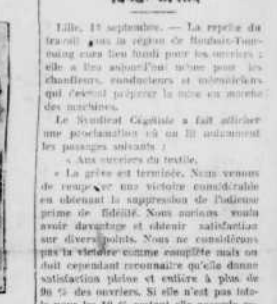 Lille, 13 septembre. — La reprise du
travail dans la région de Roubaix-Tour-
coing aura lieu lundi pour les ouvriers ;
elle a lieu aujourd'hui même pour les
chauffeurs, conducteurs et mécaniciens
qui devront préparer la mise en marche
des machines.
Le Syndicat Cégétiste a fait afficher
une proclamation où on lit notamment
les passages suivants :
« Aux ouvriers du textile.
« La grève est terminée. Nous venons
de remporter une victoire considérable
en obtenant la suppression de l'odieuse
prime de fidélité. Nous aurions voulu
avoir davantage et obtenir satisfaction
sur divers points. Nous ne considérons
pas la victoire comme complète mais on
doit cependant reconnaître qu'elle donne
satisfaction pleine et entière à plus de
90 % des ouvriers. Si elle n'est pas tota-